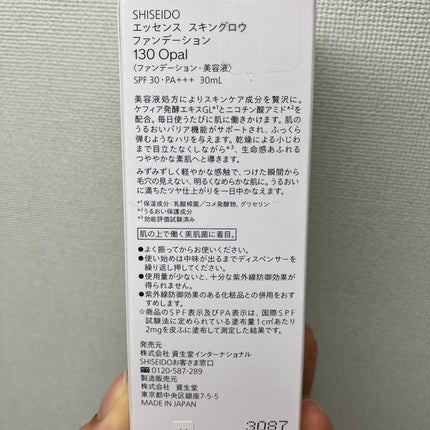 SHISEIDO
エッセンス スキングロウ
ファンデーション
130 Opal
〈ファンデーション・美容液〉
SPF 30・PA+++ 30mL
美容液処方によりスキンケア成分を贅沢に。
ケフィア発酵エキスGL*¹とニコチン酸アミド*²を
配合。毎日使うたびに肌に働きかけます。肌の
うるおいバリア機能がサポートされ、ふっくら
弾むようなハリを与えます。乾燥による小じわ
まで目立たなくしながら*³、生命感あふれる
つややかな素肌へと導きます。
みずみずしく軽やかな感触で、つけた瞬間から
毛穴の見えない、明るくなめらかな肌に。うるおい
に満ちたツヤ仕上がりを一日中かなえます。
*¹保湿成分：乳酸桿菌/コメ発酵物、グリセリン
*²うるおい保護成分
*³効能評価試験済み
肌の上で働く美肌菌に着目。
●よく振ってからお使いください。
●使い始めは中味が出るまでディスペンサーを
繰り返し押してください。
●使用量が少ないと、十分な紫外線防御効果が
得られません。
●紫外線防御効果のある化粧品との併用をおす
すめします。
☆商品のSPF表示及びPA表示は、国際SPF
試験法に定められている塗布量1c㎡あたり
2mgを皮ふに塗布して測定した結果です。
発売元
株式会社 資生堂インターナショナル
SHISEIDOお客さま窓口
0120-587-289
製造販売元
株式会社 資生堂
東京都中央区銀座7-5-5
MADE IN JAPAN
3087